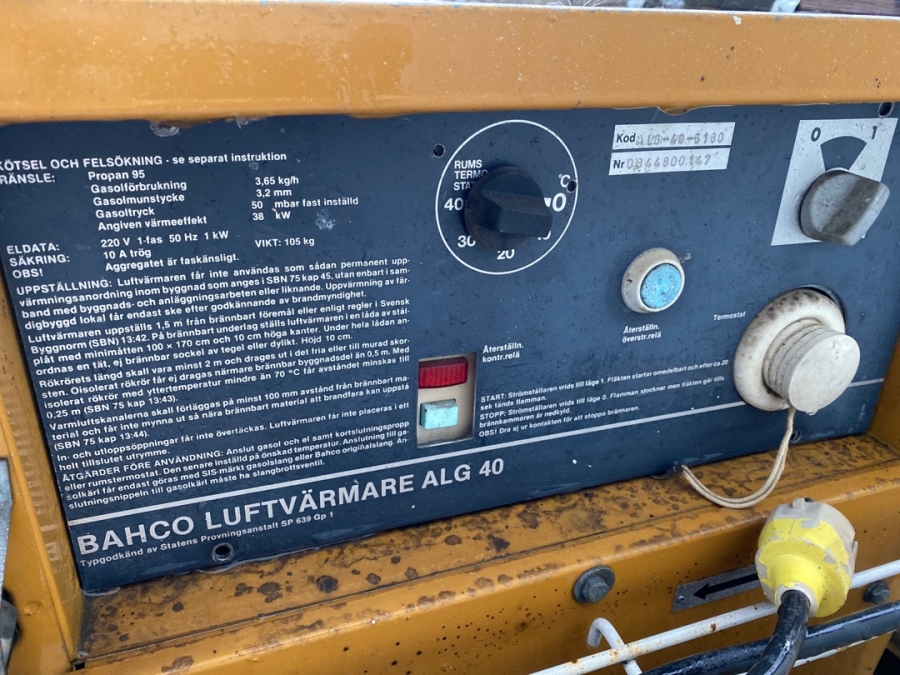 KÖTSEL OCH FELSÖKNING - se separat instruktion
RÄNSLE: Propan 95
Gasolförbrukning 3,65 kg/h
Gasolmunstycke 3,2 mm
Gasoltryck 50 mbar fast inställd
Angiven värmeeffekt 38 kW
ELDATA: 220 V 1-fas 50 Hz 1 kW VIKT: 105 kg
SÄKRING: 10 A trög
OBS! Aggregatet är faskänsligt.
UPPSTÄLLNING: Luftvärmaren får inte användas som sådan permanent upp-
värmningsanordning inom byggnad som anges i SBN 75 kap 45, utan enbart i sam-
band med byggnads- och anläggningsarbeten eller liknande. Uppvärmning av fär-
digbyggd lokal får endast ske efter godkännande av brandmyndighet.
Luftvärmaren uppställs 1,5 m från brännbart föremål eller enligt regler i Svensk
Byggnorm (SBN) 13:42. På brännbart underlag ställs luftvärmaren i en låda av stål-
plåt med minimåtten 100 x 170 cm och 10 cm höga kanter. Under hela lådan an-
ordnas en tät, ej brännbar sockel av tegel eller dylikt. Höjd 10 cm.
Rökrörets längd skall vara minst 2 m och drages ut i det fria eller till murad skor-
sten. Oisolerat rökrör får ej dragas närmare brännbar byggnadsdel än 0,5 m. Med
isolerat rökrör med yttertemperatur mindre än 70 °C får avståndet minskas till
0,25 m (SBN 75 kap 13:43).
Varmluftskanalerna skall förläggas på minst 100 mm avstånd från brännbart ma-
terial och får inte mynna ut så nära brännbart material att brandfara kan uppstå
(SBN 75 kap 13:44).
In- och utloppsöppningar får inte övertäckas. Luftvärmaren får inte placeras i ett
helt tillslutet utrymme.
ÅTGÄRDER FÖRE ANVÄNDNING: Anslut gasol och el samt kortslutningspropp
eller rumstermostat. Den senare inställd på önskad temperatur. Anslutning till ga-
solkärl får endast göras med SIS-märkt gasolslang eller Bahco originalslang. An-
slutningsnippeln till gasolkärl måste ha slangbrottsventil.
BAHCO LUFTVÄRMARE ALG 40
Typgodkänd av Statens Provningsanstalt SP 639 Gp 1
RUMS
TERMO
STAT
°C
40
30
20
0
Kod ALG-40-6180
Nr 0344800167
0 1
Återställn.
kontr.relä
Återställn.
överstr.relä
Termostat
START: Strömställaren vrids till läge 1. Fläkten startar omedelbart och efter ca 20
sek tänds flamman.
STOPP: Strömställaren vrids till läge 0. Flamman slocknar men fläkten går tills
brännkammaren är nedkyld.
OBS! Dra ej ur kontakten för att stoppa brännaren.